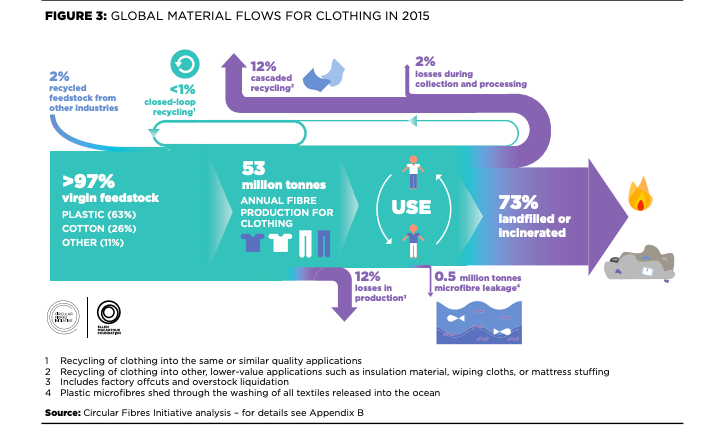 FIGURE 3: GLOBAL MATERIAL FLOWS FOR CLOTHING IN 2015
2%
recycled
feedstock from
other industries
<1%
closed-loop
recycling¹
12%
cascaded
recycling²
2%
losses during
collection and processing
>97%
virgin feedstock
PLASTIC (63%)
COTTON (26%)
OTHER (11%)
53
million tonnes
ANNUAL FIBRE
PRODUCTION FOR
CLOTHING
USE
73%
landfilled or
incinerated
12%
losses in
production³
0.5 million tonnes
microfibre leakage⁴
CIRCULAR
FIBRES
INITIATIVE
ELLEN
MACARTHUR
FOUNDATION
1 Recycling of clothing into the same or similar quality applications
2 Recycling of clothing into other, lower-value applications such as insulation material, wiping cloths, or mattress stuffing
3 Includes factory offcuts and overstock liquidation
4 Plastic microfibres shed through the washing of all textiles released into the ocean
Source: Circular Fibres Initiative analysis – for details see Appendix B